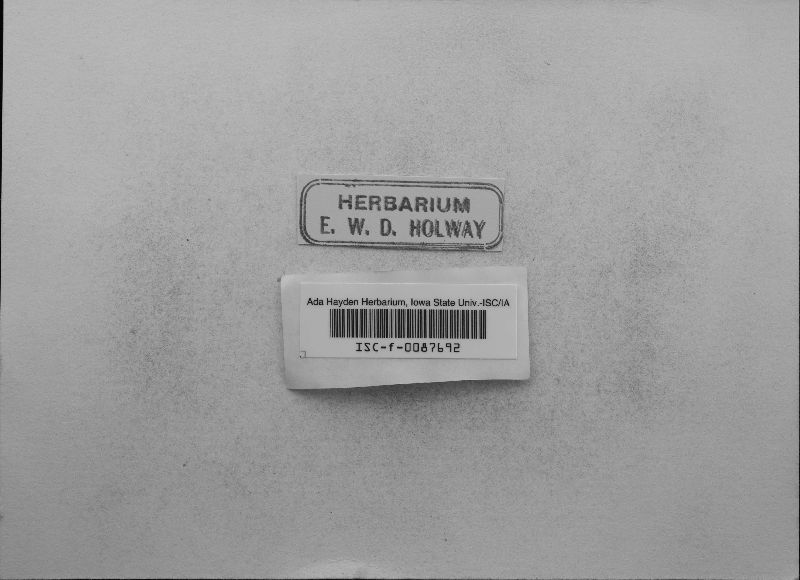 HERBARIUM
E. W. D. HOLWAY
Ada Hayden Herbarium, Iowa State Univ.-ISC/IA
ISC-f-0087692